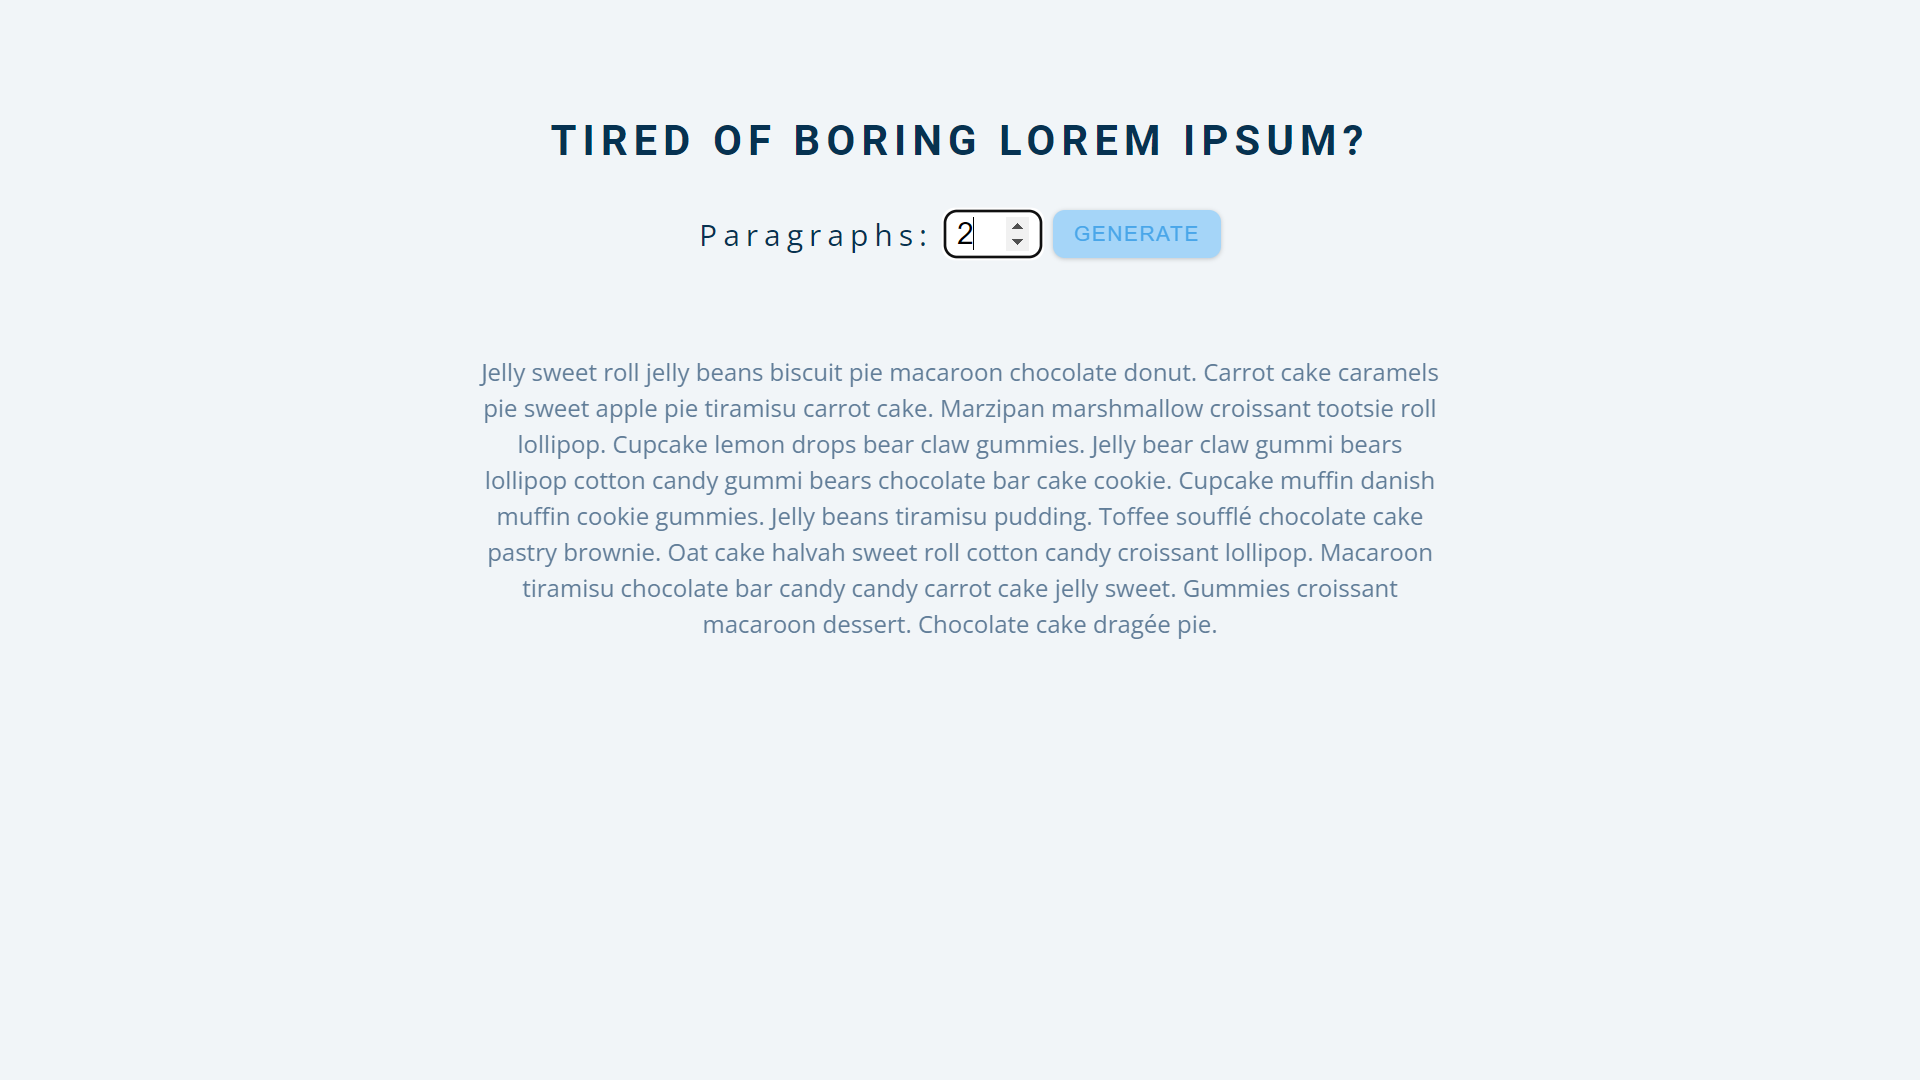 TIRED OF BORING LOREM IPSUM?
Paragraphs: 2 GENERATE
Jelly sweet roll jelly beans biscuit pie macaroon chocolate donut. Carrot cake caramels
pie sweet apple pie tiramisu carrot cake. Marzipan marshmallow croissant tootsie roll
lollipop. Cupcake lemon drops bear claw gummies. Jelly bear claw gummi bears
lollipop cotton candy gummi bears chocolate bar cake cookie. Cupcake muffin danish
muffin cookie gummies. Jelly beans tiramisu pudding. Toffee soufflé chocolate cake
pastry brownie. Oat cake halvah sweet roll cotton candy croissant lollipop. Macaroon
tiramisu chocolate bar candy candy carrot cake jelly sweet. Gummies croissant
macaroon dessert. Chocolate cake dragée pie.